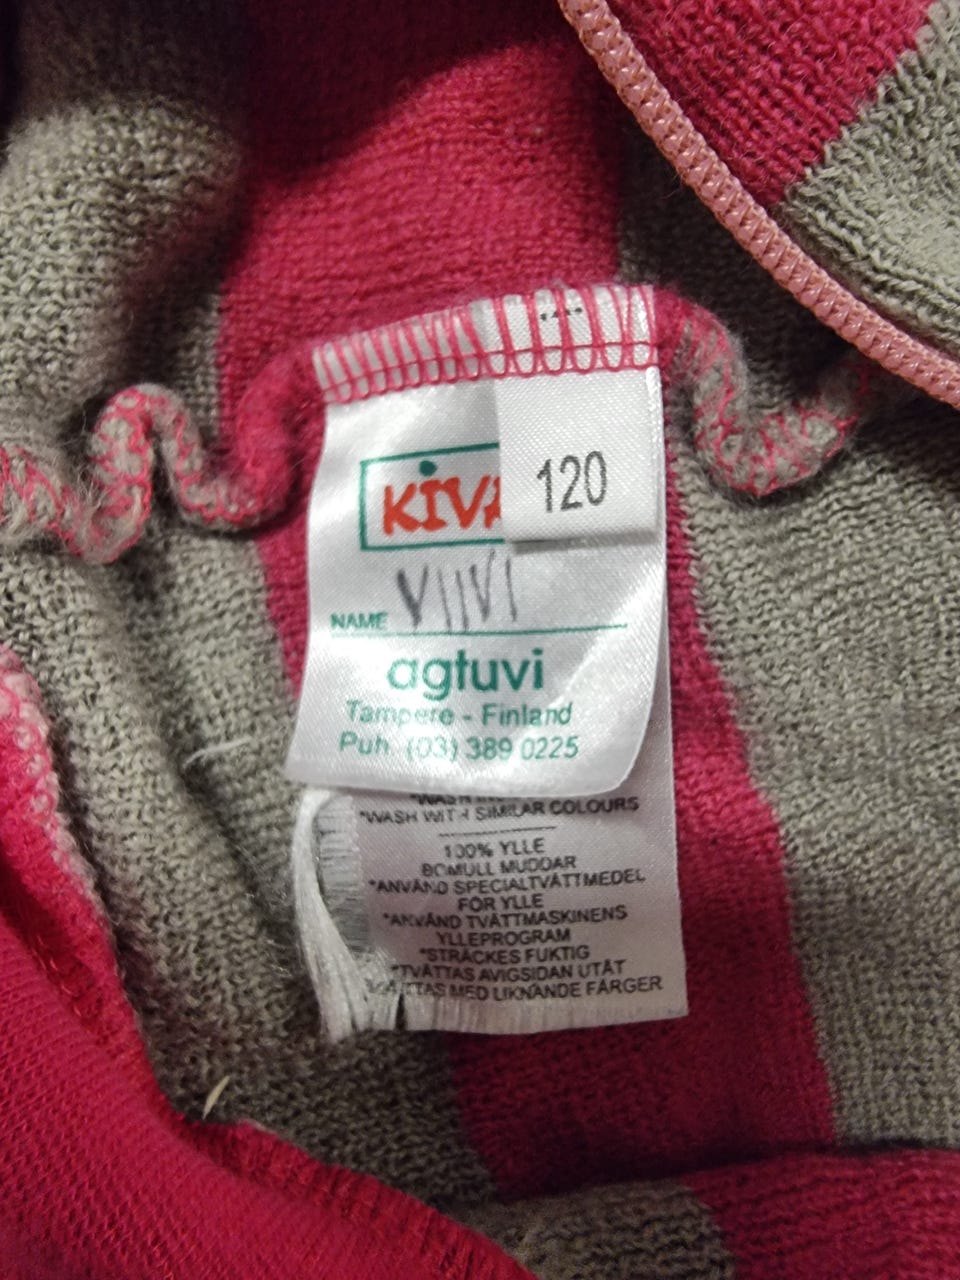 120
KIVA
NAME VIIVI
agtuvi
Tampere - Finland
Puh. (03) 389 0225
*WASH
*WASH WITH SIMILAR COLOURS
100% YLLE
BOMULL MUDDAR
*ANVÄND SPECIALTVÄTTMEDEL
FÖR YLLE
*ANVÄND TVÄTTMASKINENS
YLLEPROGRAM
*STRÄCKES FUKTIG
*TVÄTTAS AVIGSIDAN UTÅT
MED LIKNANDE FÄRGER